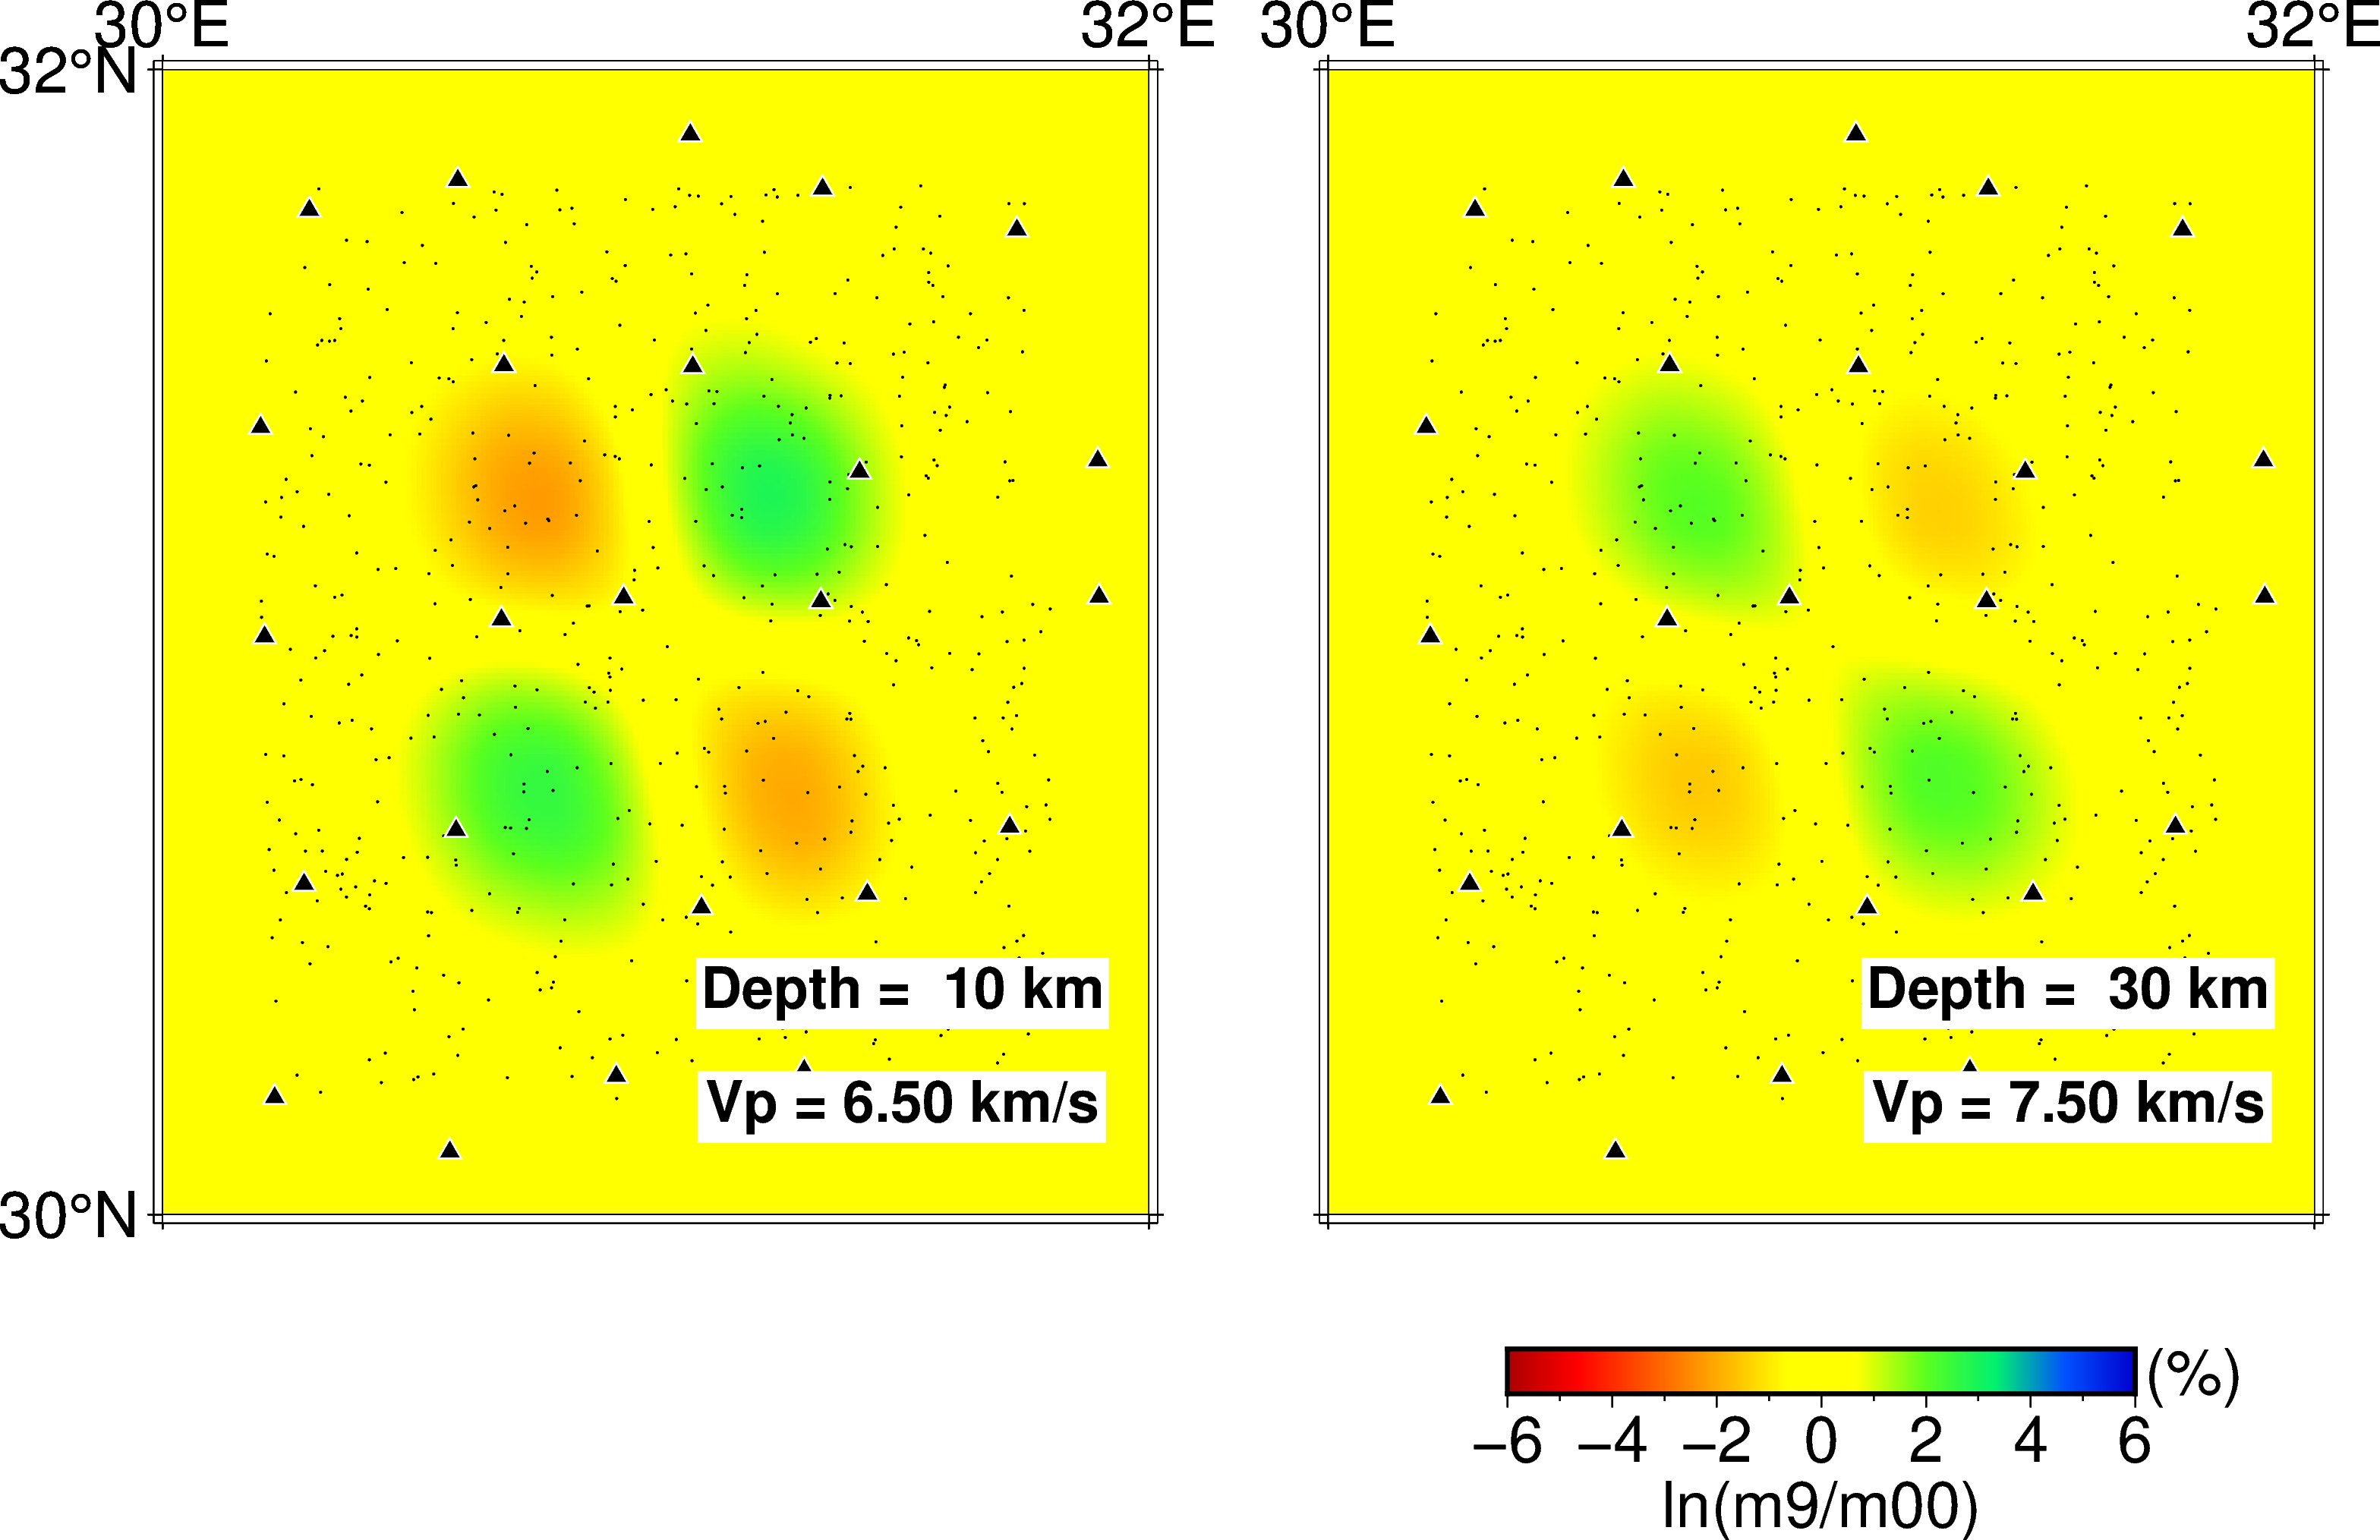 30°E 32°E 30°E 32°E
32°N
Depth = 10 km Depth = 30 km
Vp = 6.50 km/s Vp = 7.50 km/s
30°N
(%)
−6 −4 −2 0 2 4 6
ln(m9/m00)